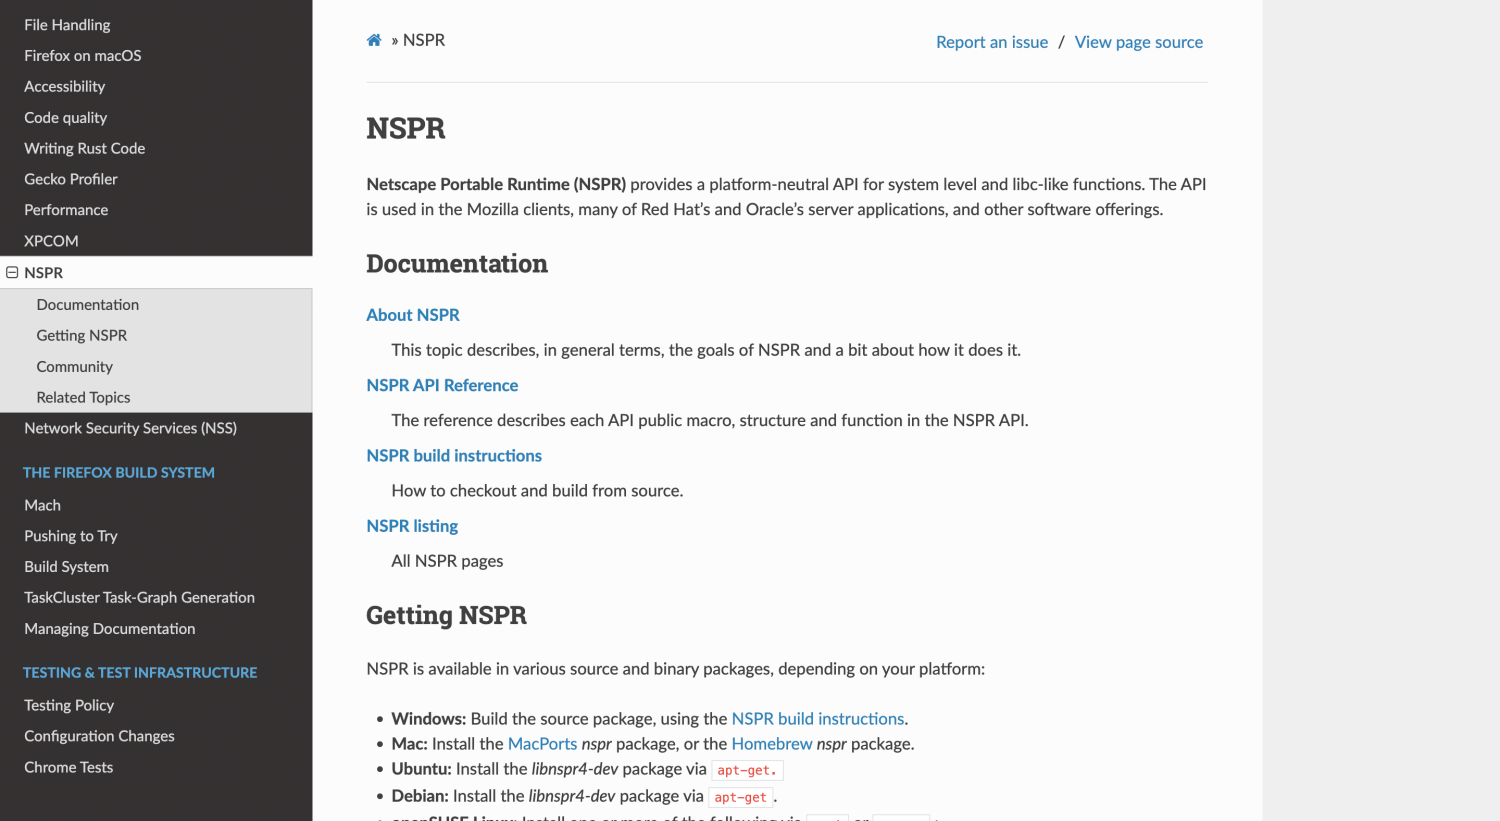 File Handling
Firefox on macOS
Accessibility
Code quality
Writing Rust Code
Gecko Profiler
Performance
XPCOM
NSPR
Documentation
Getting NSPR
Community
Related Topics
Network Security Services (NSS)
THE FIREFOX BUILD SYSTEM
Mach
Pushing to Try
Build System
TaskCluster Task-Graph Generation
Managing Documentation
TESTING & TEST INFRASTRUCTURE
Testing Policy
Configuration Changes
Chrome Tests
» NSPR
Report an issue / View page source
NSPR
Netscape Portable Runtime (NSPR) provides a platform-neutral API for system level and libc-like functions. The API
is used in the Mozilla clients, many of Red Hat's and Oracle's server applications, and other software offerings.
Documentation
About NSPR
This topic describes, in general terms, the goals of NSPR and a bit about how it does it.
NSPR API Reference
The reference describes each API public macro, structure and function in the NSPR API.
NSPR build instructions
How to checkout and build from source.
NSPR listing
All NSPR pages
Getting NSPR
NSPR is available in various source and binary packages, depending on your platform:
• Windows: Build the source package, using the NSPR build instructions.
• Mac: Install the MacPorts nspr package, or the Homebrew nspr package.
• Ubuntu: Install the libnspr4-dev package via apt-get.
• Debian: Install the libnspr4-dev package via apt-get.
• openSUSE Linux: Install one or more of the following via